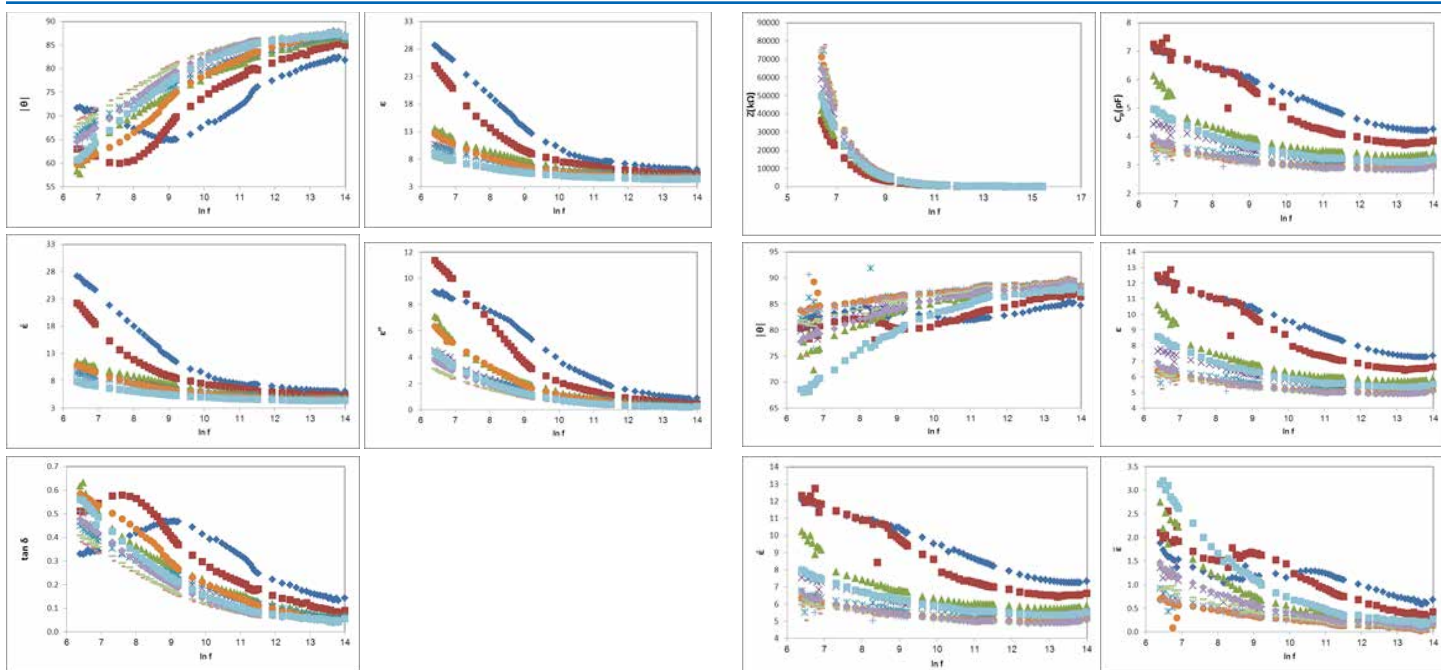 |θ|
90
85
80
75
70
65
60
55
6 7 8 9 10 11 12 13 14
ln f
ε
33
28
23
18
13
8
3
6 7 8 9 10 11 12 13 14
ln f
Z(kΩ)
90000
80000
70000
60000
50000
40000
30000
20000
10000
0
5 7 9 11 13 15 17
ln f
Cp(pF)
8
7
6
5
4
3
2
6 7 8 9 10 11 12 13 14
ln f
έ
33
28
23
18
13
8
3
6 7 8 9 10 11 12 13 14
ln f
ε"
12
10
8
6
4
2
0
6 7 8 9 10 11 12 13 14
ln f
|θ|
95
90
85
80
75
70
65
6 7 8 9 10 11 12 13 14
ln f
ε
14
13
12
11
10
9
8
7
6
5
4
6 7 8 9 10 11 12 13 14
ln f
tan δ
0.7
0.6
0.5
0.4
0.3
0.2
0.1
0.0
6 7 8 9 10 11 12 13 14
ln f
έ
14
13
12
11
10
9
8
7
6
5
4
6 7 8 9 10 11 12 13 14
ln f
3.5
3.0
2.5
2.0
1.5
1.0
0.5
0.0
6 7 8 9 10 11 12 13 14
ln f